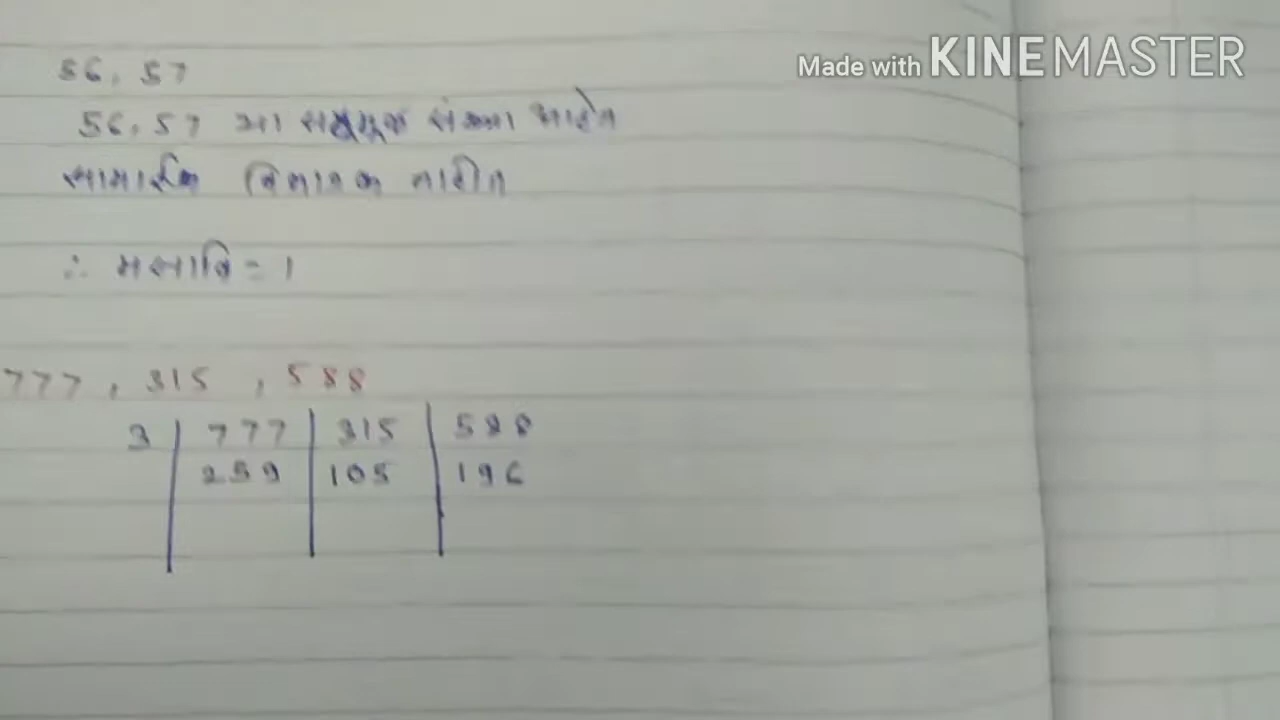 Made with KINEMASTER
56, 57
56, 57 या सहमूळ संख्या आहेत
सामाईक विभाजक नाहीत
∴ मसावि = 1
777 , 315 , 588
3 | 777 | 315 | 588
259 | 105 | 196